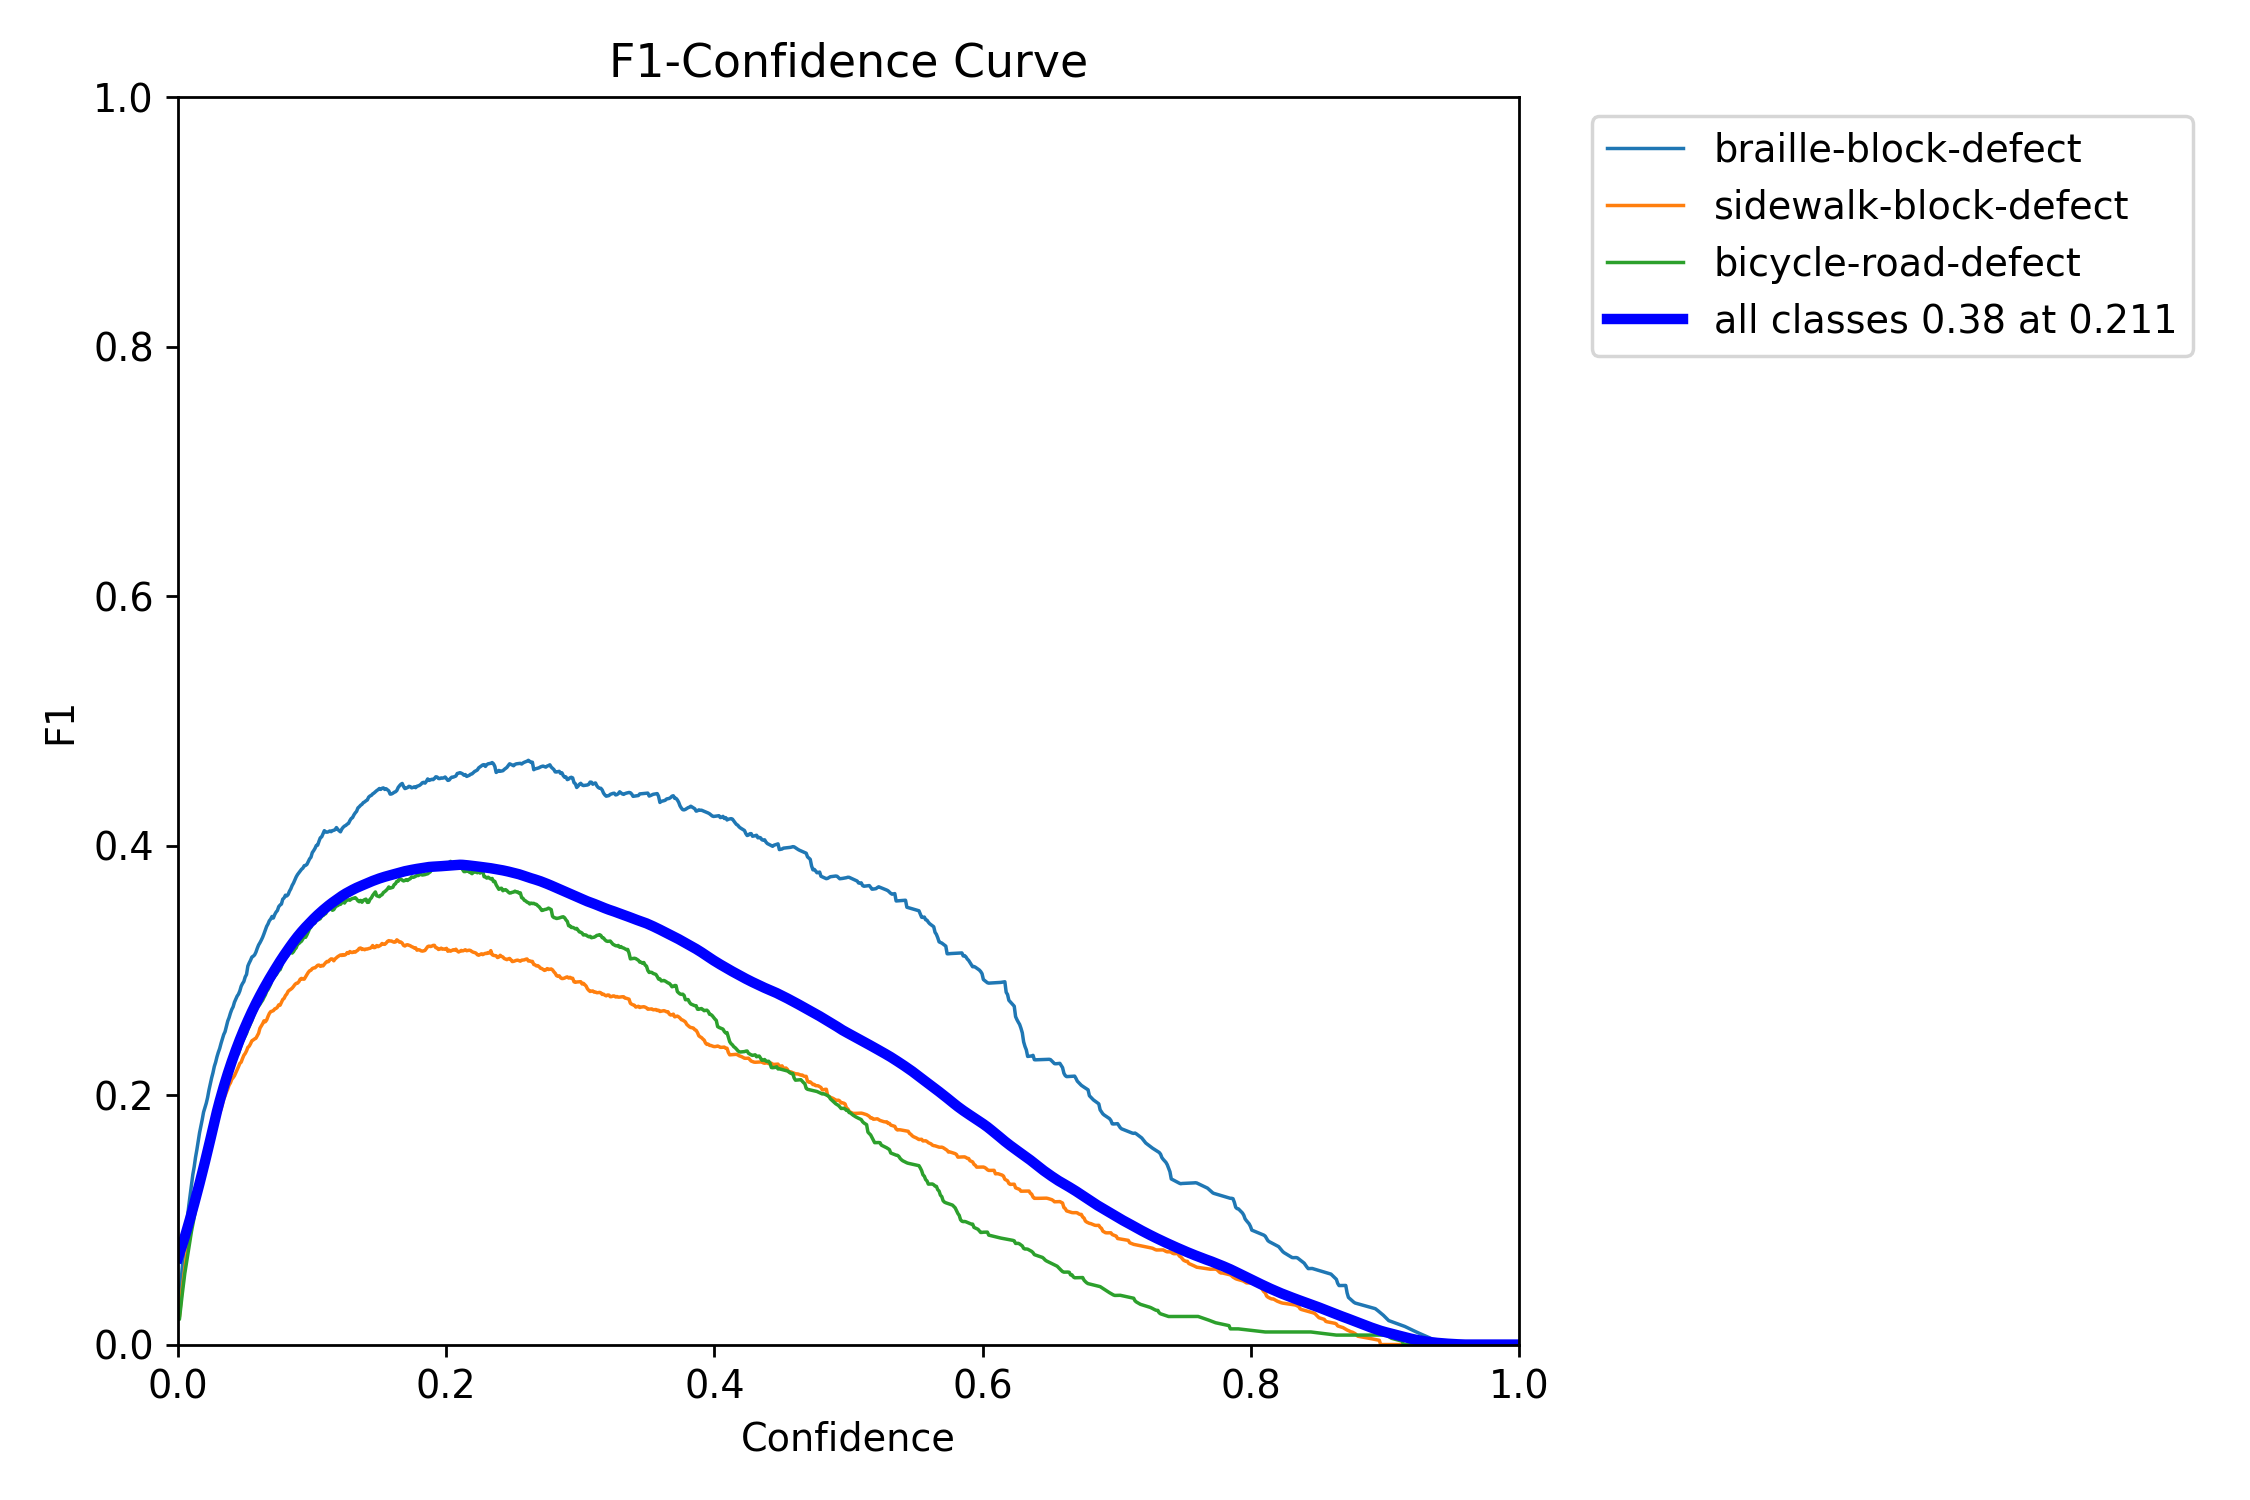 F1-Confidence Curve
1.0
0.8
0.6
0.4
0.2
0.0
F1
0.0 0.2 0.4 0.6 0.8 1.0
Confidence
braille-block-defect
sidewalk-block-defect
bicycle-road-defect
all classes 0.38 at 0.211